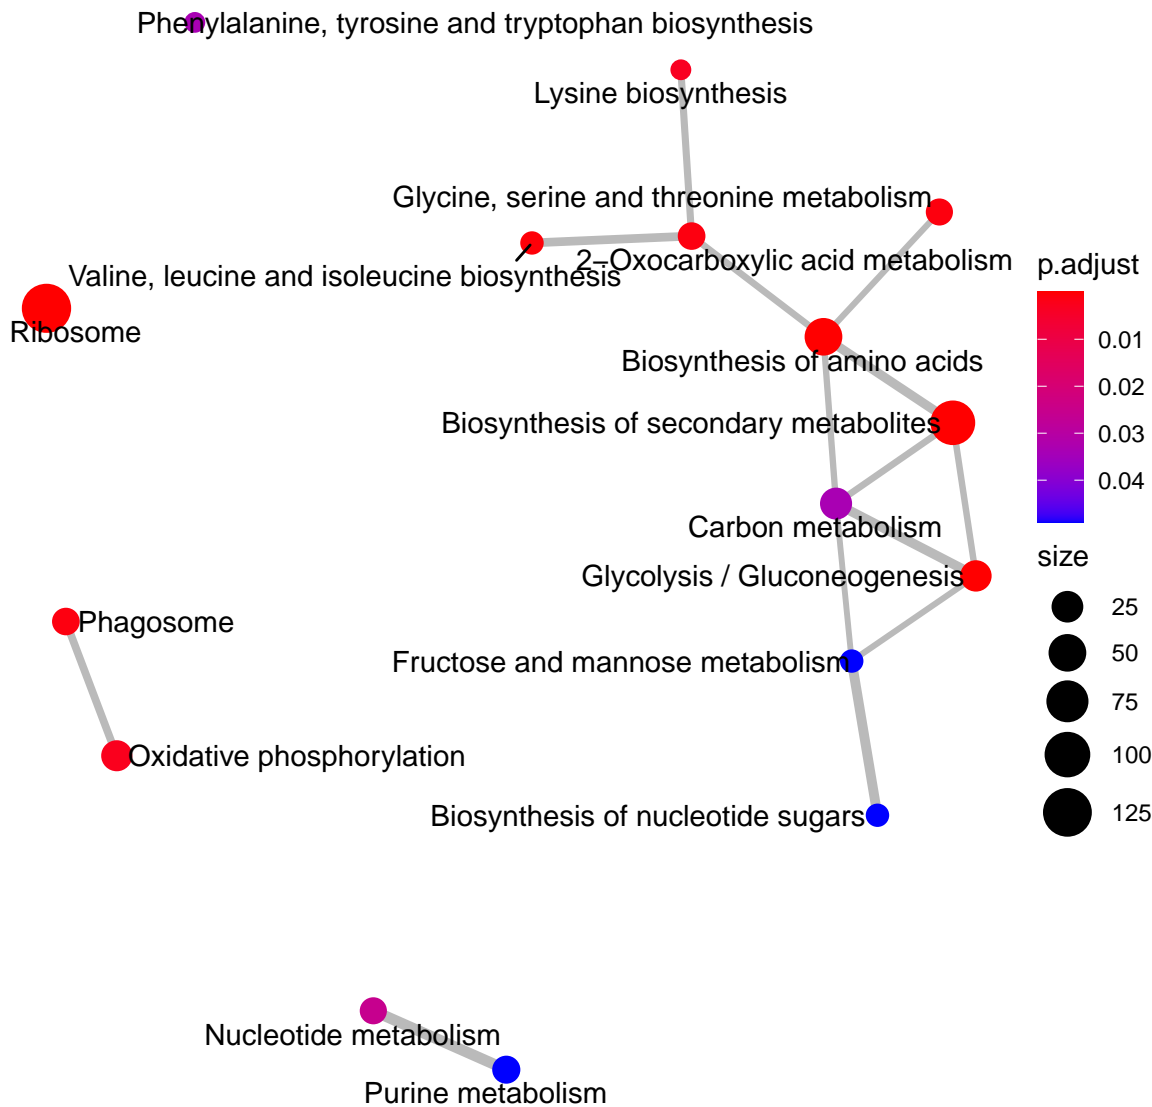 Phenylalanine, tyrosine and tryptophan biosynthesis
Lysine biosynthesis
Glycine, serine and threonine metabolism
2−Oxocarboxylic acid metabolism
Valine, leucine and isoleucine biosynthesis
Ribosome
Biosynthesis of amino acids
Biosynthesis of secondary metabolites
Carbon metabolism
Glycolysis / Gluconeogenesis
Phagosome
Fructose and mannose metabolism
Oxidative phosphorylation
Biosynthesis of nucleotide sugars
Nucleotide metabolism
Purine metabolism
p.adjust
0.01
0.02
0.03
0.04
size
25
50
75
100
125